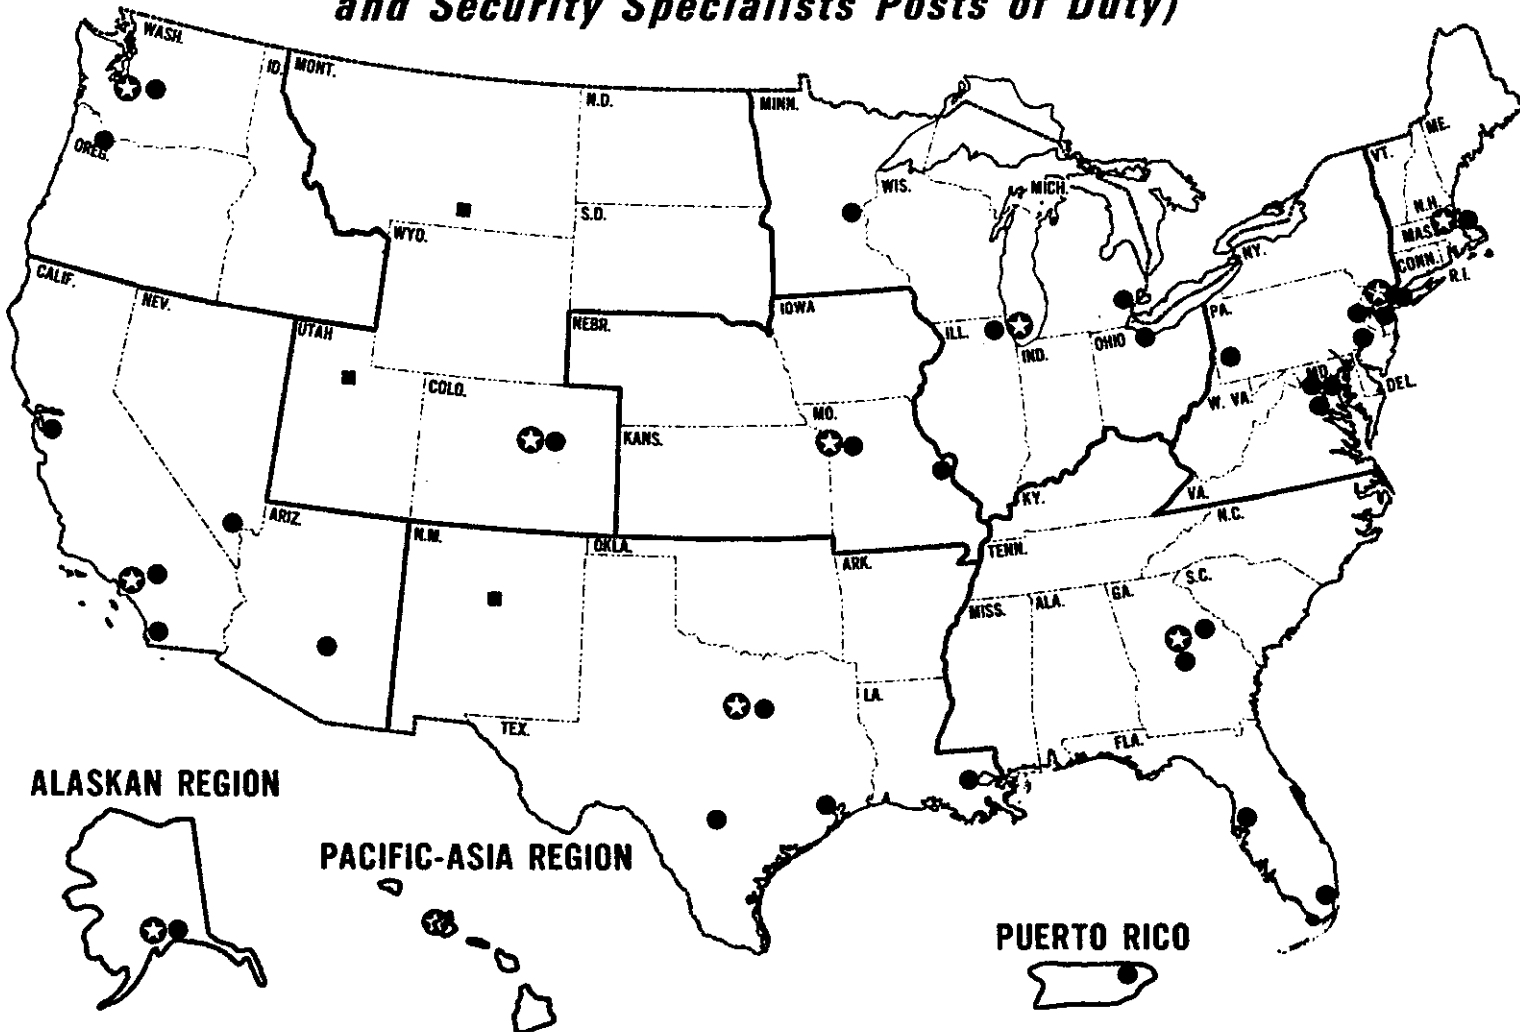 and Security Specialists Posts of Duty)
WASH.
ID.
MONT.
N.D.
MINN.
ME.
VT.
OREG.
WIS.
MICH.
N.H.
S.D.
WYO.
MASS.
NY.
CONN.
R.I.
CALIF.
NEV.
UTAH
NEBR.
IOWA
ILL.
IND.
OHIO
PA.
MD.
DEL.
W. VA.
COLO.
KANS.
MO.
KY.
VA.
ARIZ.
N.M.
OKLA.
ARK.
TENN.
N.C.
MISS.
ALA.
GA.
S.C.
LA.
TEX.
FLA.
ALASKAN REGION
PACIFIC-ASIA REGION
PUERTO RICO